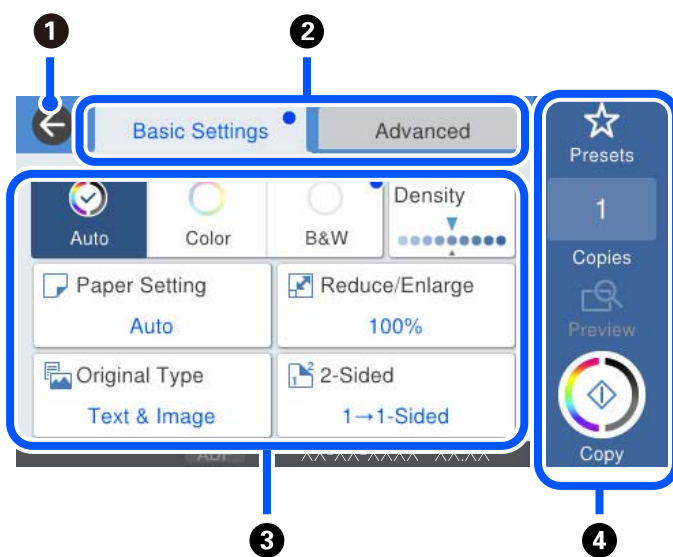 1
2
Basic Settings
Advanced
Presets
1
Copies
Preview
Copy
Auto
Color
B&W
Density
Paper Setting
Auto
Reduce/Enlarge
100%
Original Type
Text & Image
2-Sided
1→1-Sided
3
4